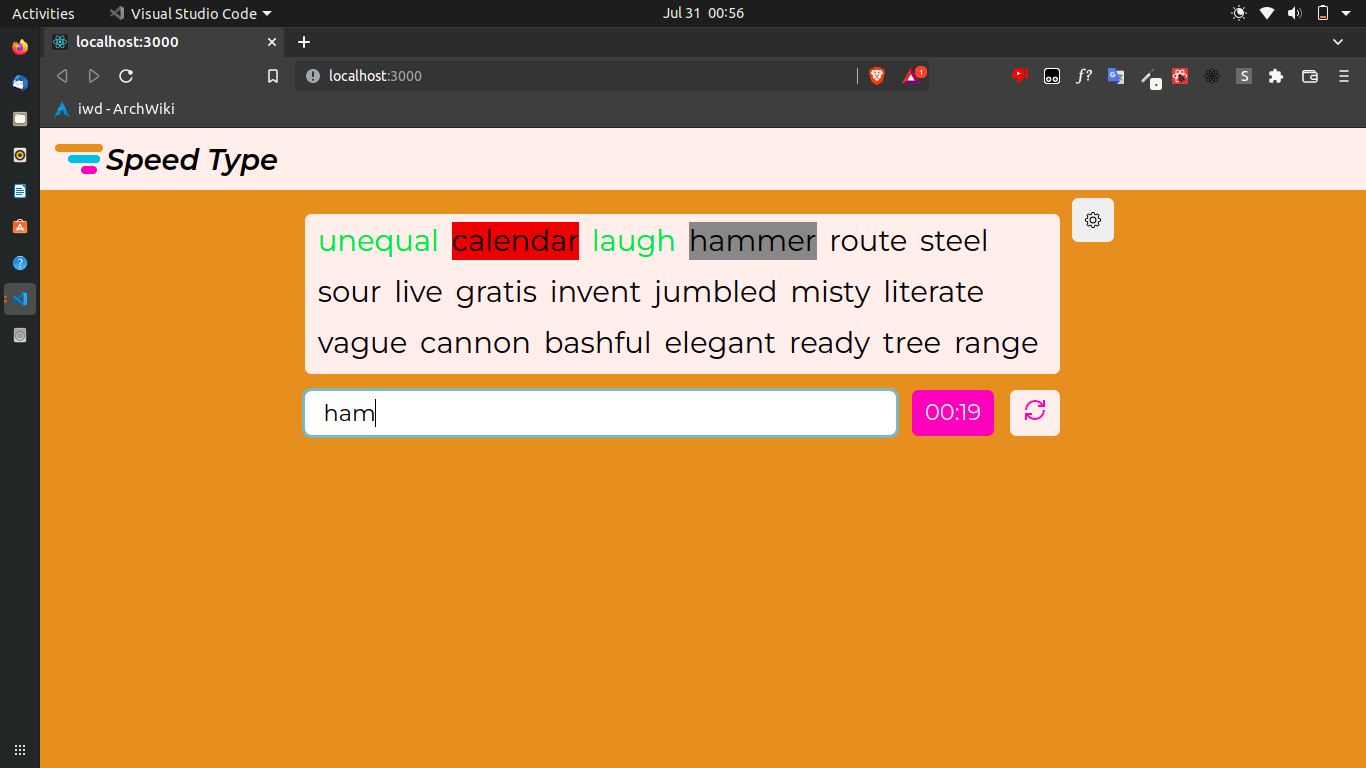 Activities Visual Studio Code Jul 31 00:56
localhost:3000
localhost:3000 1 f? S
iwd - ArchWiki
Speed Type
unequal calendar laugh hammer route steel
sour live gratis invent jumbled misty literate
vague cannon bashful elegant ready tree range
ham 00:19